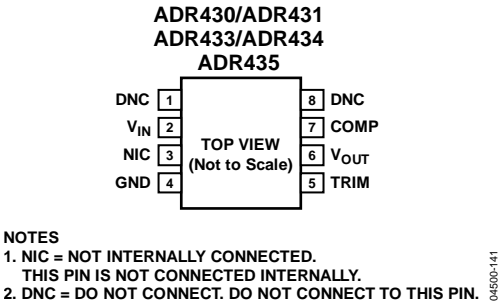 ADR430/ADR431
ADR433/ADR434
ADR435
DNC 1 8 DNC
VIN 2 7 COMP
NIC 3 6 VOUT
GND 4 5 TRIM
TOP VIEW
(Not to Scale)
NOTES
1. NIC = NOT INTERNALLY CONNECTED.
THIS PIN IS NOT CONNECTED INTERNALLY.
2. DNC = DO NOT CONNECT. DO NOT CONNECT TO THIS PIN.
04500-141